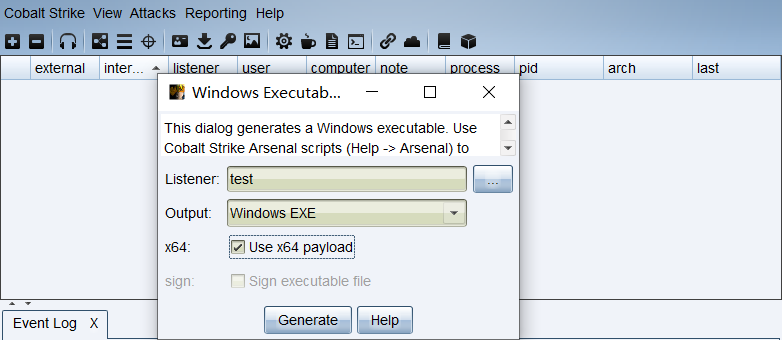 Cobalt Strike View Attacks Reporting Help
external inter... listener user computer note process pid arch last
Windows Executab...
This dialog generates a Windows executable. Use
Cobalt Strike Arsenal scripts (Help -> Arsenal) to
Listener: test ...
Output: Windows EXE
x64: Use x64 payload
sign: Sign executable file
Generate Help
Event Log X